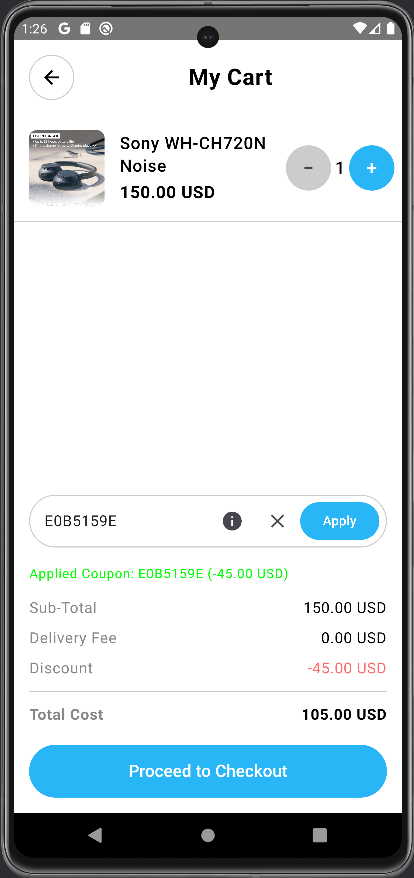 1:26
My Cart
Sony WH-CH720N
Noise
150.00 USD
− 1 +
E0B5159E
Apply
Applied Coupon: E0B5159E (-45.00 USD)
Sub-Total 150.00 USD
Delivery Fee 0.00 USD
Discount -45.00 USD
Total Cost 105.00 USD
Proceed to Checkout